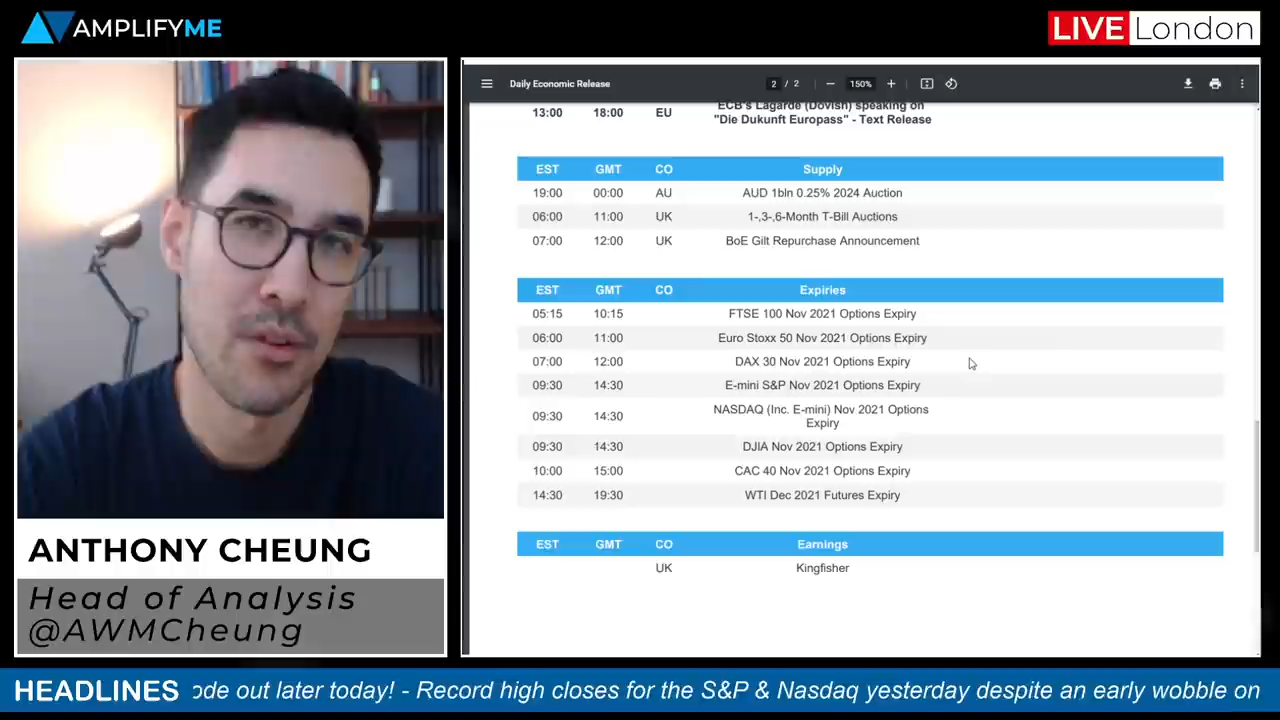 AMPLIFYME
LIVE London
Daily Economic Release
2 / 2
150%
13:00 18:00 EU ECB's Lagarde (Dovish) speaking on
"Die Dukunft Europass" - Text Release
EST GMT CO Supply
19:00 00:00 AU AUD 1bln 0.25% 2024 Auction
06:00 11:00 UK 1-,3-,6-Month T-Bill Auctions
07:00 12:00 UK BoE Gilt Repurchase Announcement
EST GMT CO Expiries
05:15 10:15 FTSE 100 Nov 2021 Options Expiry
06:00 11:00 Euro Stoxx 50 Nov 2021 Options Expiry
07:00 12:00 DAX 30 Nov 2021 Options Expiry
09:30 14:30 E-mini S&P Nov 2021 Options Expiry
09:30 14:30 NASDAQ (Inc. E-mini) Nov 2021 Options
Expiry
09:30 14:30 DJIA Nov 2021 Options Expiry
10:00 15:00 CAC 40 Nov 2021 Options Expiry
14:30 19:30 WTI Dec 2021 Futures Expiry
EST GMT CO Earnings
UK Kingfisher
ANTHONY CHEUNG
Head of Analysis
@AWMCheung
HEADLINES ode out later today! - Record high closes for the S&P & Nasdaq yesterday despite an early wobble on